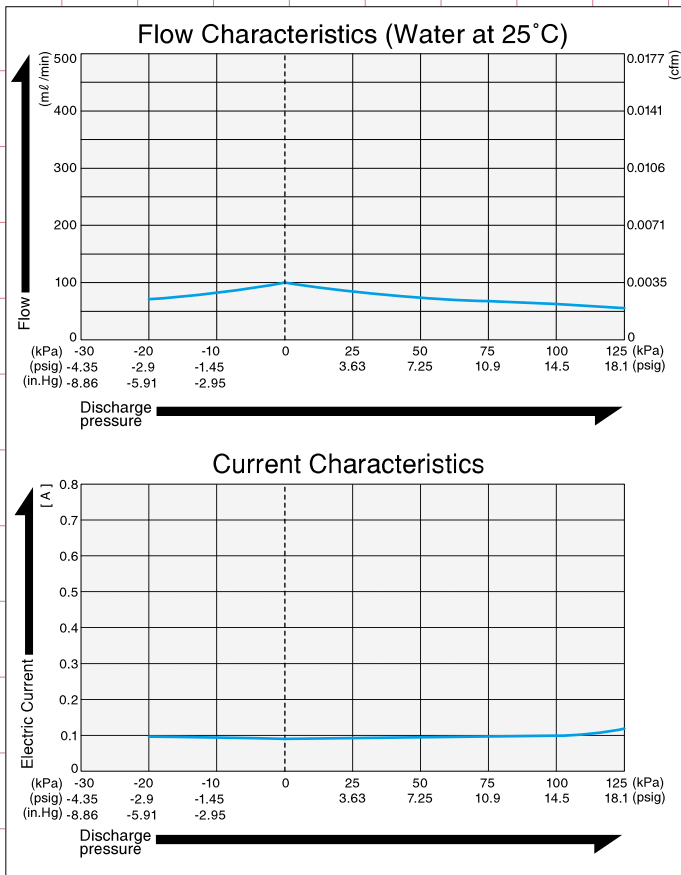 Flow Characteristics (Water at 25°C)
(mℓ/min)
500
400
300
200
100
0
0.0177
(cfm)
0.0141
0.0106
0.0071
0.0035
0
Flow
(kPa) -30 -20 -10 0 25 50 75 100 125 (kPa)
(psig) -4.35 -2.9 -1.45 3.63 7.25 10.9 14.5 18.1 (psig)
(in.Hg) -8.86 -5.91 -2.95
Discharge
pressure
Current Characteristics
[ A ]
0.8
0.7
0.6
0.5
0.4
0.3
0.2
0.1
0
Electric Current
(kPa) -30 -20 -10 0 25 50 75 100 125 (kPa)
(psig) -4.35 -2.9 -1.45 3.63 7.25 10.9 14.5 18.1 (psig)
(in.Hg) -8.86 -5.91 -2.95
Discharge
pressure